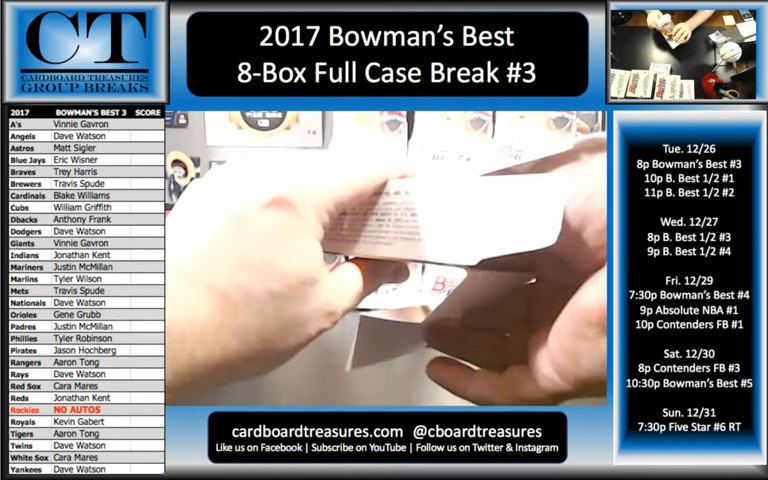 CT
CARDBOARD TREASURES
GROUP BREAKS
2017 Bowman's Best
8-Box Full Case Break #3
2017 BOWMAN'S BEST 3 SCORE
A's Vinnie Gavron
Angels Dave Watson
Astros Matt Sigler
Blue Jays Eric Wisner
Braves Trey Harris
Brewers Travis Spude
Cardinals Blake Williams
Cubs William Griffith
Dbacks Anthony Frank
Dodgers Dave Watson
Giants Vinnie Gavron
Indians Jonathan Kent
Mariners Justin McMillan
Marlins Tyler Wilson
Mets Travis Spude
Nationals Dave Watson
Orioles Gene Grubb
Padres Justin McMillan
Phillies Tyler Robinson
Pirates Jason Hochberg
Rangers Aaron Tong
Rays Dave Watson
Red Sox Cara Mares
Reds Jonathan Kent
Rockies NO AUTOS
Royals Kevin Gabert
Tigers Aaron Tong
Twins Dave Watson
White Sox Cara Mares
Yankees Dave Watson
Tue. 12/26
8p Bowman's Best #3
10p B. Best 1/2 #1
11p B. Best 1/2 #2
Wed. 12/27
8p B. Best 1/2 #3
9p B. Best 1/2 #4
Fri. 12/29
7:30p Bowman's Best #4
9p Absolute NBA #1
10p Contenders FB #1
Sat. 12/30
8p Contenders FB #3
10:30p Bowman's Best #5
Sun. 12/31
7:30p Five Star #6 RT
cardboardtreasures.com @cboardtreasures
Like us on Facebook | Subscribe on YouTube | Follow us on Twitter & Instagram